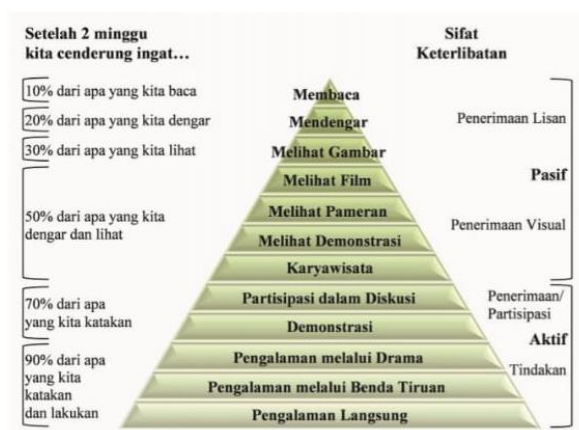 Setelah 2 minggu
kita cenderung ingat...
Sifat
Keterlibatan
10% dari apa yang kita baca
20% dari apa yang kita dengar
30% dari apa yang kita lihat
50% dari apa yang kita
dengar dan lihat
70% dari apa
yang kita katakan
90% dari apa
yang kita
katakan
dan lakukan
Membaca
Mendengar
Melihat Gambar
Melihat Film
Melihat Pameran
Melihat Demonstrasi
Karyawisata
Partisipasi dalam Diskusi
Demonstrasi
Pengalaman melalui Drama
Pengalaman melalui Benda Tiruan
Pengalaman Langsung
Penerimaan Lisan
Pasif
Penerimaan Visual
Penerimaan/
Partisipasi
Aktif
Tindakan